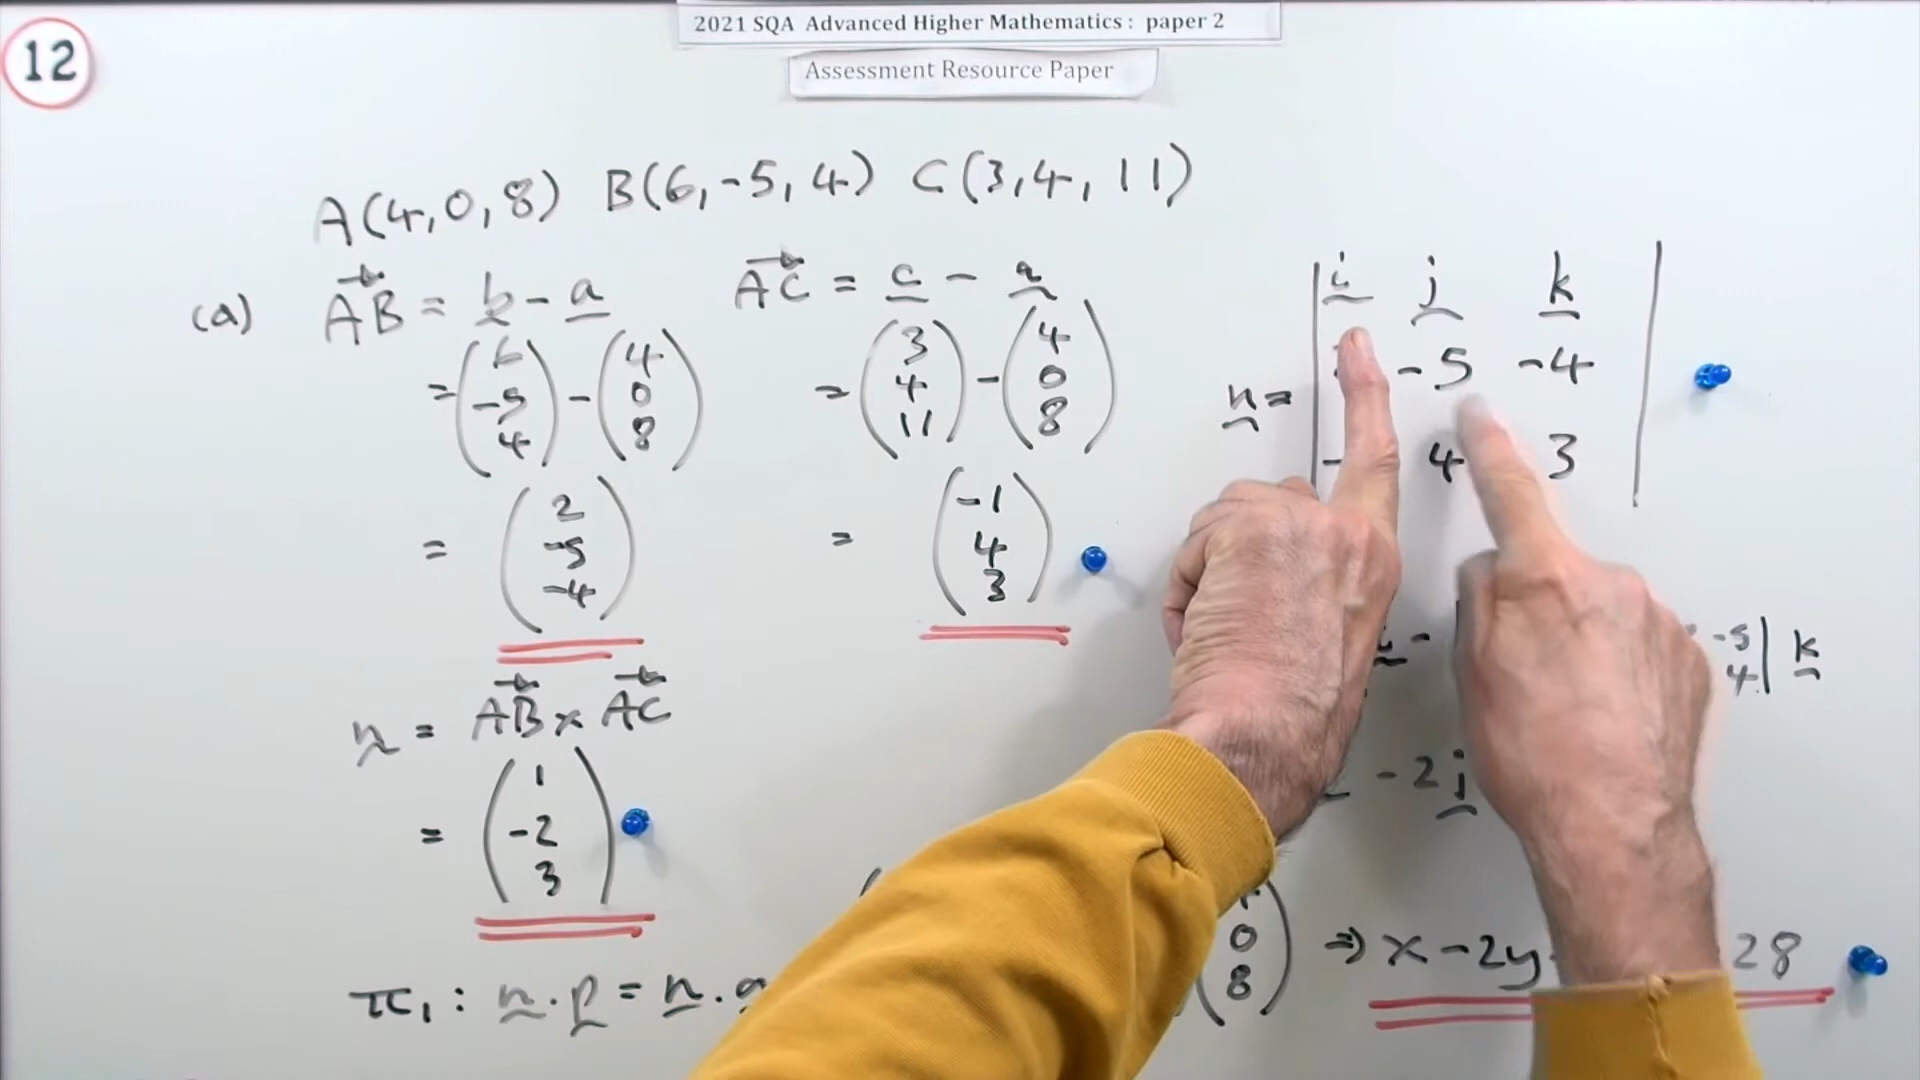 12
2021 SQA Advanced Higher Mathematics : paper 2
Assessment Resource Paper
A(4,0,8) B(6,-5,4) C(3,4,11)
(a) AB = b - a
= (6 -5 4) - (4 0 8)
= (2 -5 -4)
AC = c - a
= (3 4 11) - (4 0 8)
= (-1 4 3)
n = AB × AC
= (1 -2 3)
π₁ : n . p = n . a
0
8
⇒ x - 2y
28
n = | i j k
-5 -4
- 4 3 |
i -
-5
4 | k
- 2j